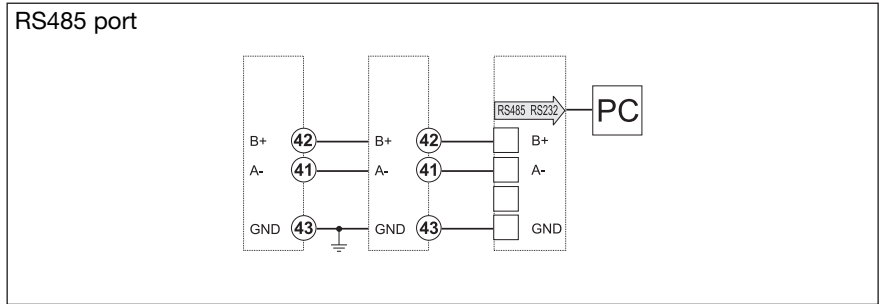 RS485 port
RS485 RS232 PC
B+ 42 B+ 42 B+
A- 41 A- 41 A-
GND 43 GND 43 GND